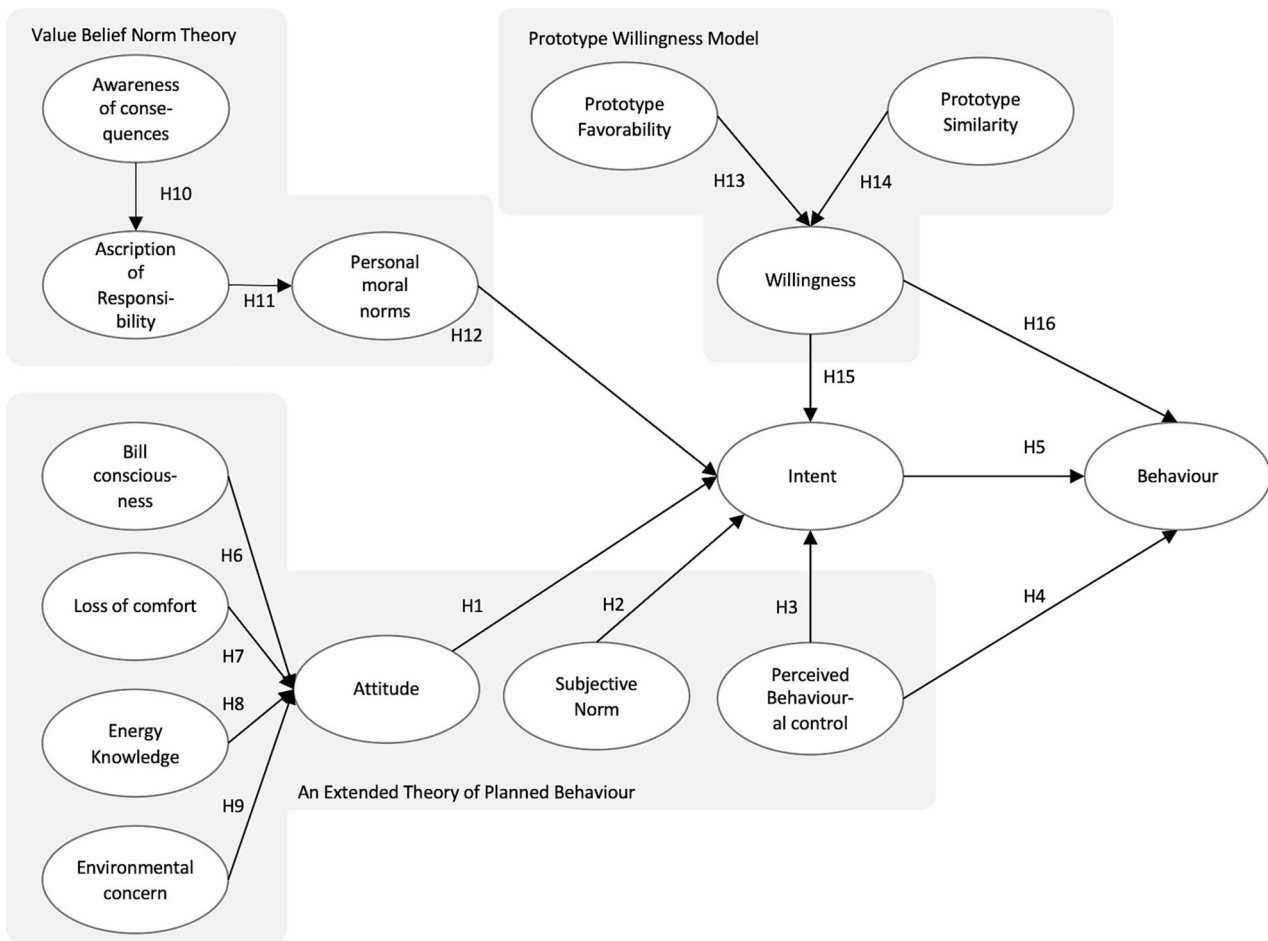 Value Belief Norm Theory
Awareness
of conse-
quences
H10
Ascription
of
Responsi-
bility
H11
Personal
moral
norms
H12
Prototype Willingness Model
Prototype
Favorability
Prototype
Similarity
H13
H14
Willingness
H16
H15
Bill
conscious-
ness
Intent
H5
Behaviour
H6
Loss of comfort
H7
H1
H2
H3
H4
Attitude
Subjective
Norm
Perceived
Behaviour-
al control
H8
Energy
Knowledge
H9
An Extended Theory of Planned Behaviour
Environmental
concern